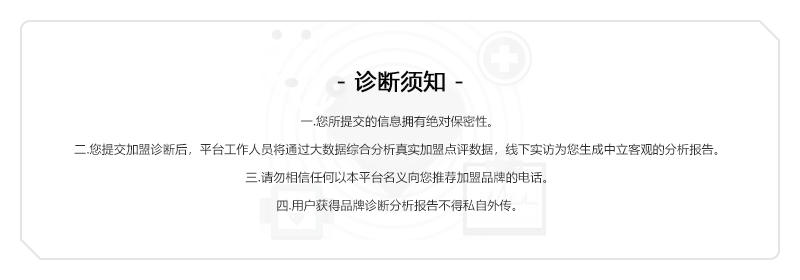 - 诊断须知 -
一.您所提交的信息拥有绝对保密性。
二.您提交加盟诊断后，平台工作人员将通过大数据综合分析真实加盟点评数据，线下实访为您生成中立客观的分析报告。
三.请勿相信任何以本平台名义向您推荐加盟品牌的电话。
四.用户获得品牌诊断分析报告不得私自外传。